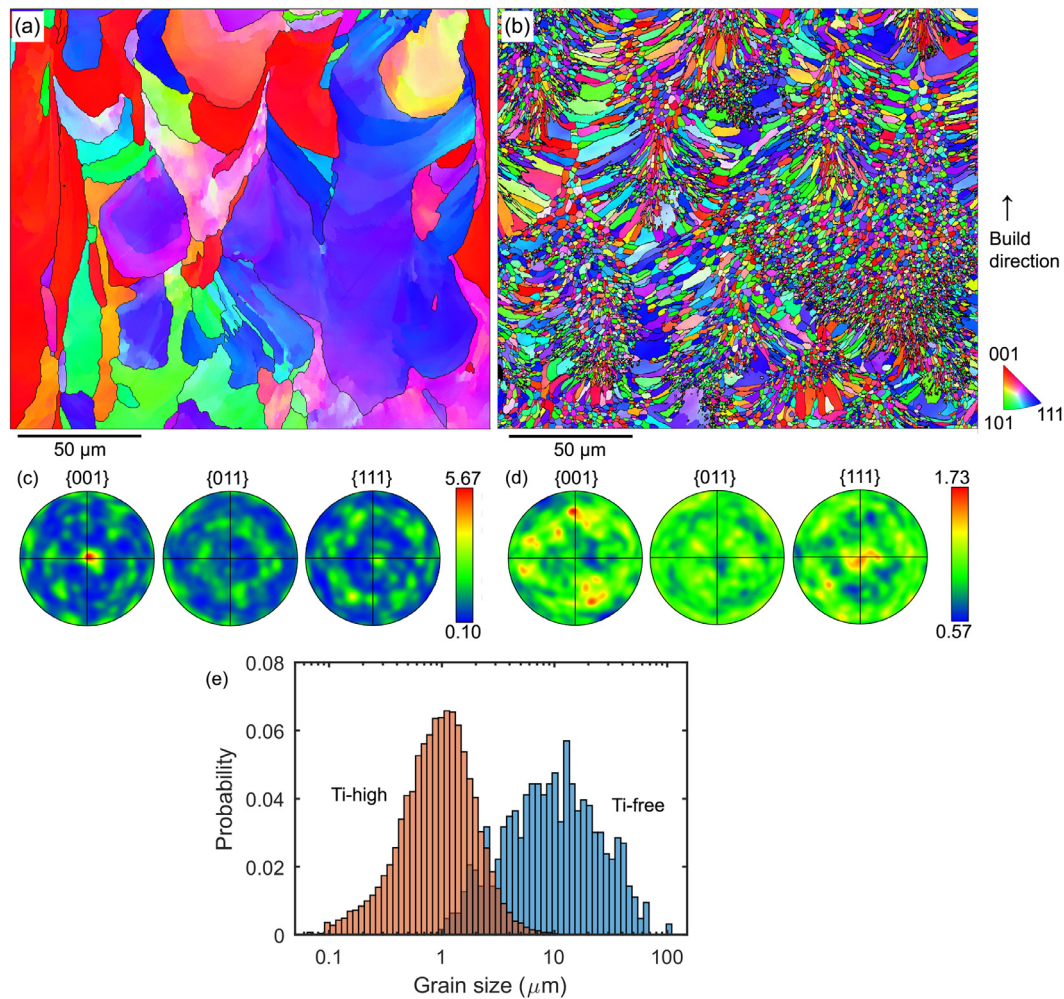 (a)
(b)
↑
Build
direction
001
101
111
50 μm
50 μm
(c)
{001}
{011}
{111}
5.67
0.10
(d)
{001}
{011}
{111}
1.73
0.57
(e)
0.08
0.06
0.04
0.02
0
Probability
Ti-high
Ti-free
0.1
1
10
100
Grain size (μm)